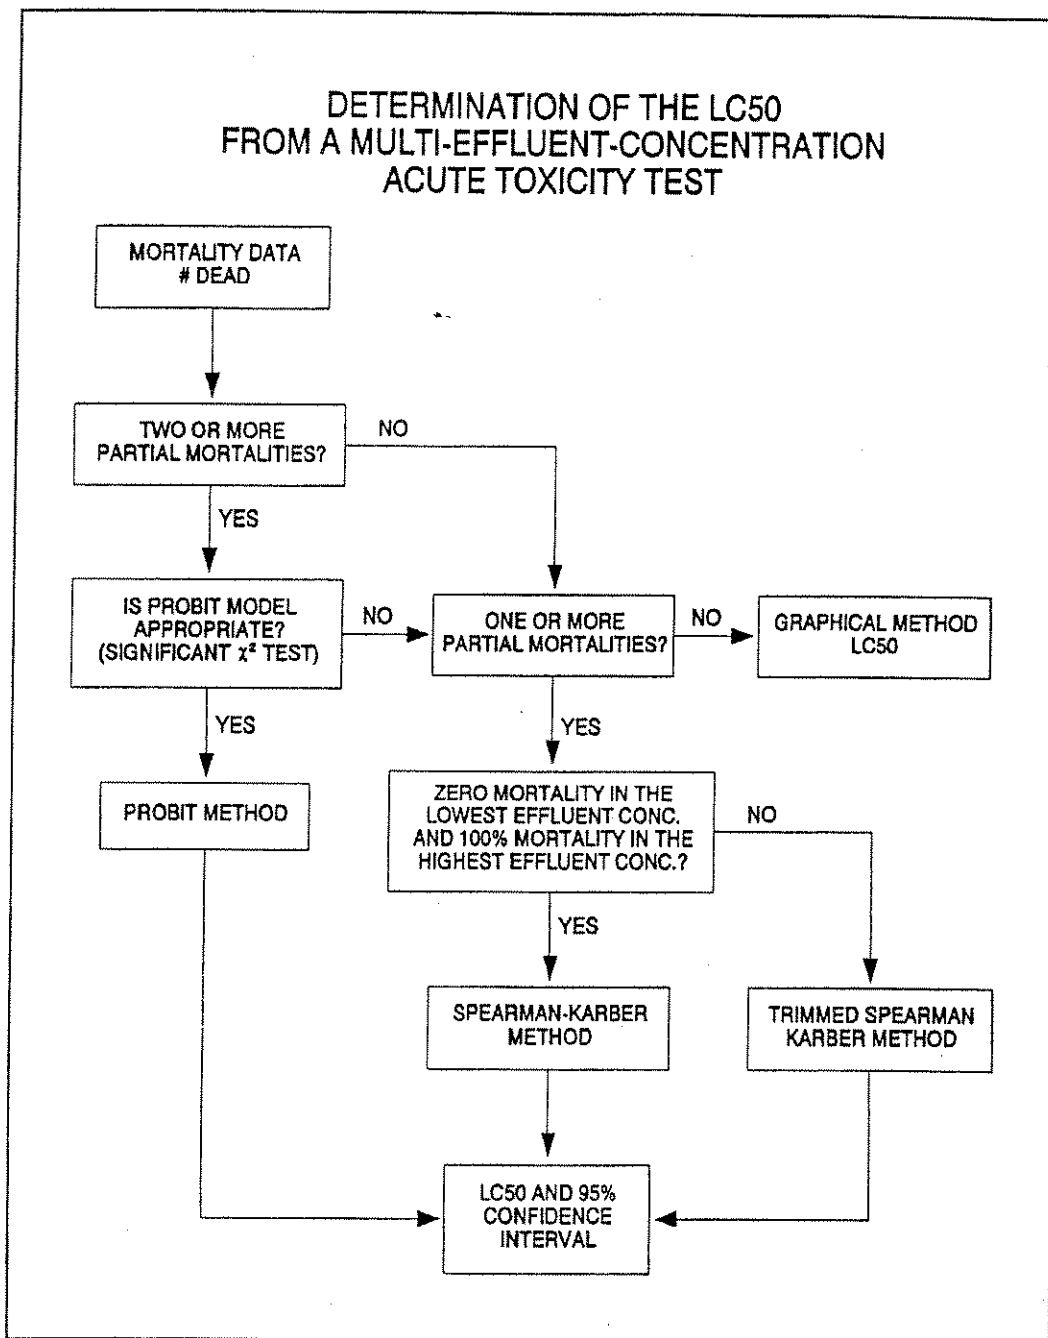 DETERMINATION OF THE LC50
FROM A MULTI-EFFLUENT-CONCENTRATION
ACUTE TOXICITY TEST
MORTALITY DATA
# DEAD
TWO OR MORE
PARTIAL MORTALITIES?
NO
YES
IS PROBIT MODEL
APPROPRIATE?
(SIGNIFICANT χ² TEST)
NO
ONE OR MORE
PARTIAL MORTALITIES?
NO
GRAPHICAL METHOD
LC50
YES
YES
PROBIT METHOD
ZERO MORTALITY IN THE
LOWEST EFFLUENT CONC.
AND 100% MORTALITY IN THE
HIGHEST EFFLUENT CONC.?
NO
YES
SPEARMAN-KARBER
METHOD
TRIMMED SPEARMAN
KARBER METHOD
LC50 AND 95%
CONFIDENCE
INTERVAL